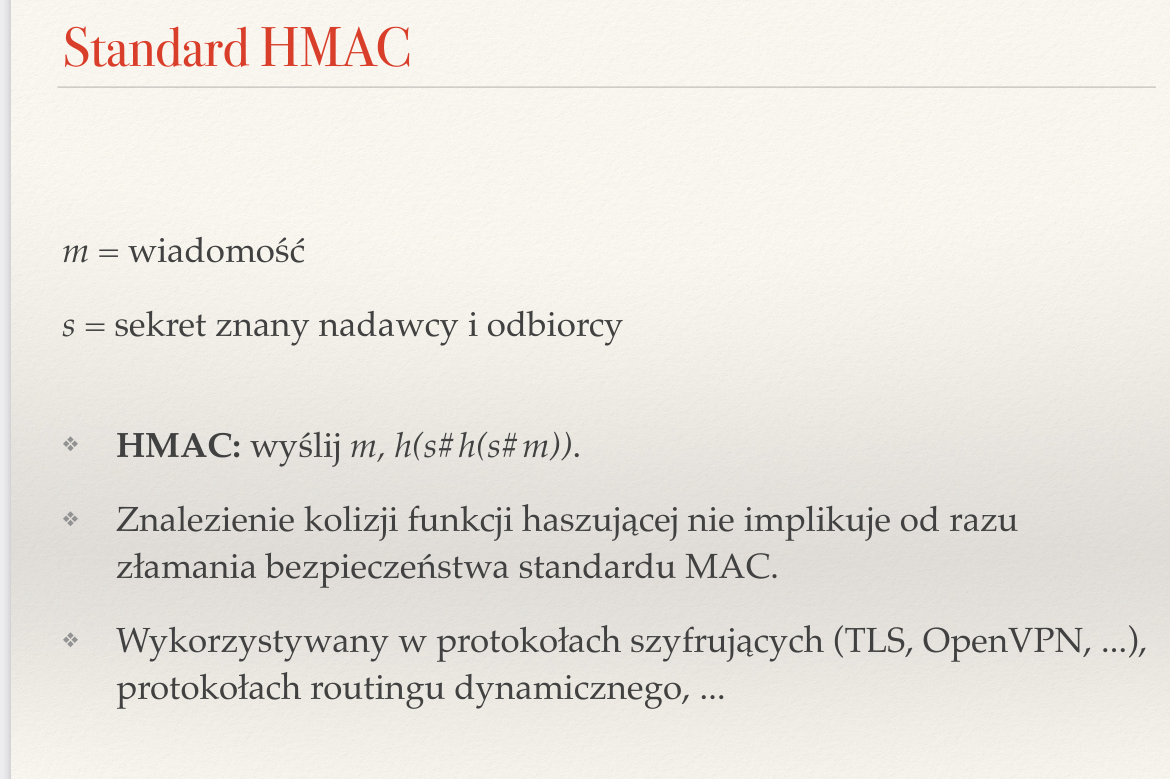 Standard HMAC
m = wiadomość
s = sekret znany nadawcy i odbiorcy
❖ HMAC: wyślij m, h(s#h(s#m)).
❖ Znalezienie kolizji funkcji haszującej nie implikuje od razu
złamania bezpieczeństwa standardu MAC.
❖ Wykorzystywany w protokołach szyfrujących (TLS, OpenVPN, ...),
protokołach routingu dynamicznego, ...